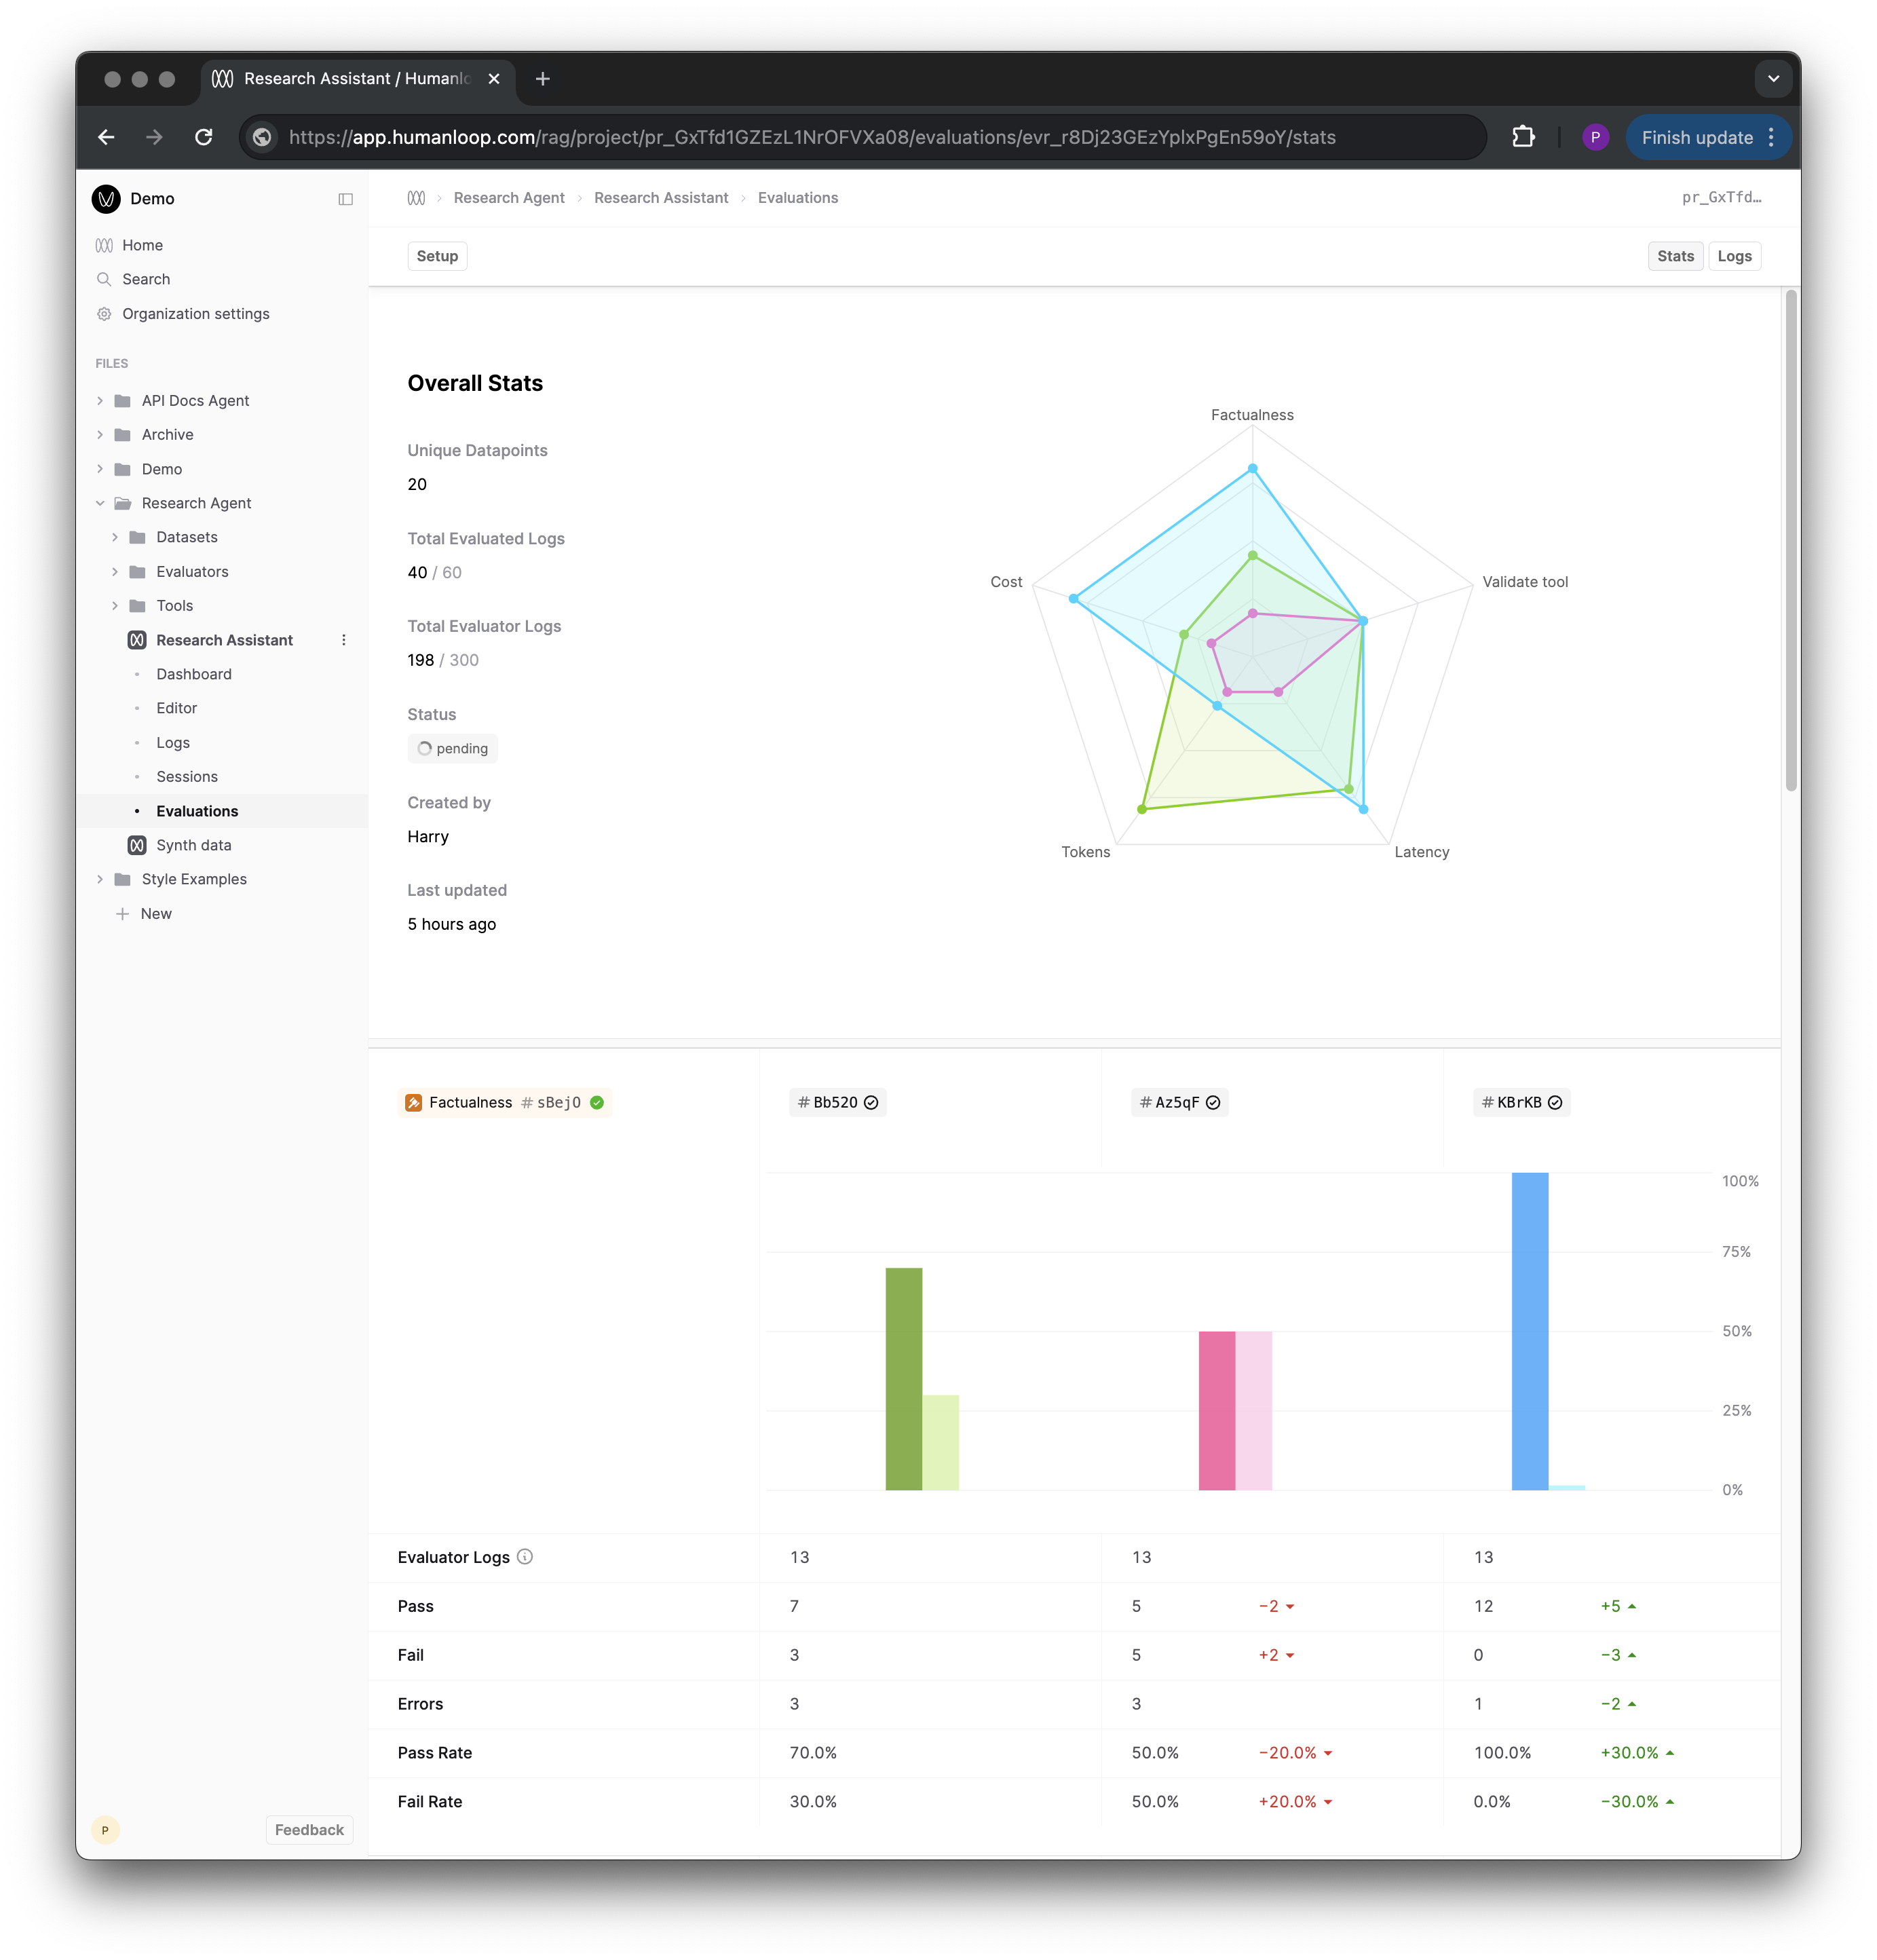 Research Assistant / Humanlo
https://app.humanloop.com/rag/project/pr_GxTfd1GZEzL1NrOFVXa08/evaluations/evr_r8Dj23GEzYplxPgEn59oY/stats
P
Finish update
Demo
Home
Search
Organization settings
FILES
API Docs Agent
Archive
Demo
Research Agent
Datasets
Evaluators
Tools
Research Assistant
Dashboard
Editor
Logs
Sessions
Evaluations
Synth data
Style Examples
New
P
Feedback
Research Agent > Research Assistant > Evaluations
pr_GxTfd…
Setup
Stats
Logs
Overall Stats
Unique Datapoints
20
Total Evaluated Logs
40 / 60
Total Evaluator Logs
198 / 300
Status
pending
Created by
Harry
Last updated
5 hours ago
Factualness
Validate tool
Latency
Tokens
Cost
Factualness # sBejO
# Bb52O
# Az5qF
# KBrKB
100%
75%
50%
25%
0%
Evaluator Logs 13 13 13
Pass 7 5 −2 12 +5
Fail 3 5 +2 0 −3
Errors 3 3 1 −2
Pass Rate 70.0% 50.0% −20.0% 100.0% +30.0%
Fail Rate 30.0% 50.0% +20.0% 0.0% −30.0%